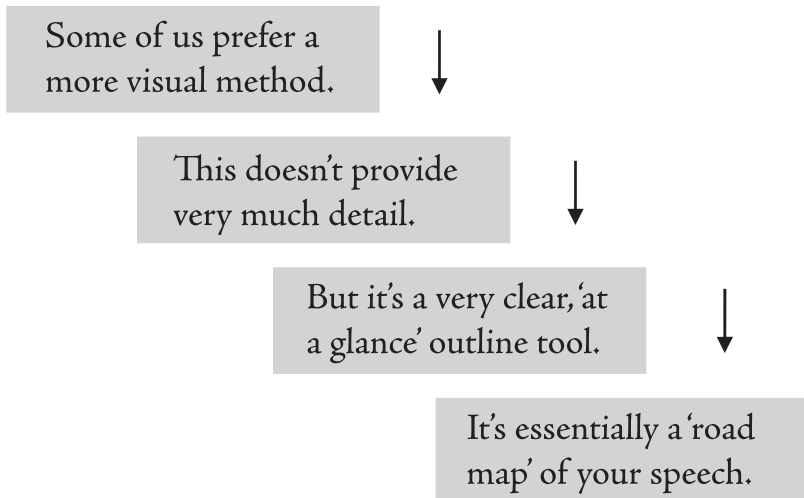 Some of us prefer a
more visual method.
This doesn’t provide
very much detail.
But it’s a very clear, ‘at
a glance’ outline tool.
It’s essentially a ‘road
map’ of your speech.